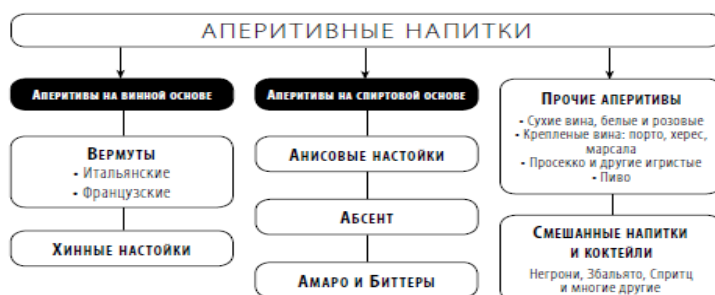 АПЕРИТИВНЫЕ НАПИТКИ
АПЕРИТИВЫ НА ВИННОЙ ОСНОВЕ
ВЕРМУТЫ
- Итальянские
- Французские
ХИННЫЕ НАСТОЙКИ
АПЕРИТИВЫ НА СПИРТОВОЙ ОСНОВЕ
АНИСОВЫЕ НАСТОЙКИ
АБСЕНТ
АМАРО И БИТТЕРЫ
ПРОЧИЕ АПЕРИТИВЫ
- Сухие вина, белые и розовые
- Крепленые вина: порто, херес,
марсала
- Просекко и другие игристые
- Пиво
СМЕШАННЫЕ НАПИТКИ
И КОКТЕЙЛИ
Негрони, Збальято, Спритц
и многие другие